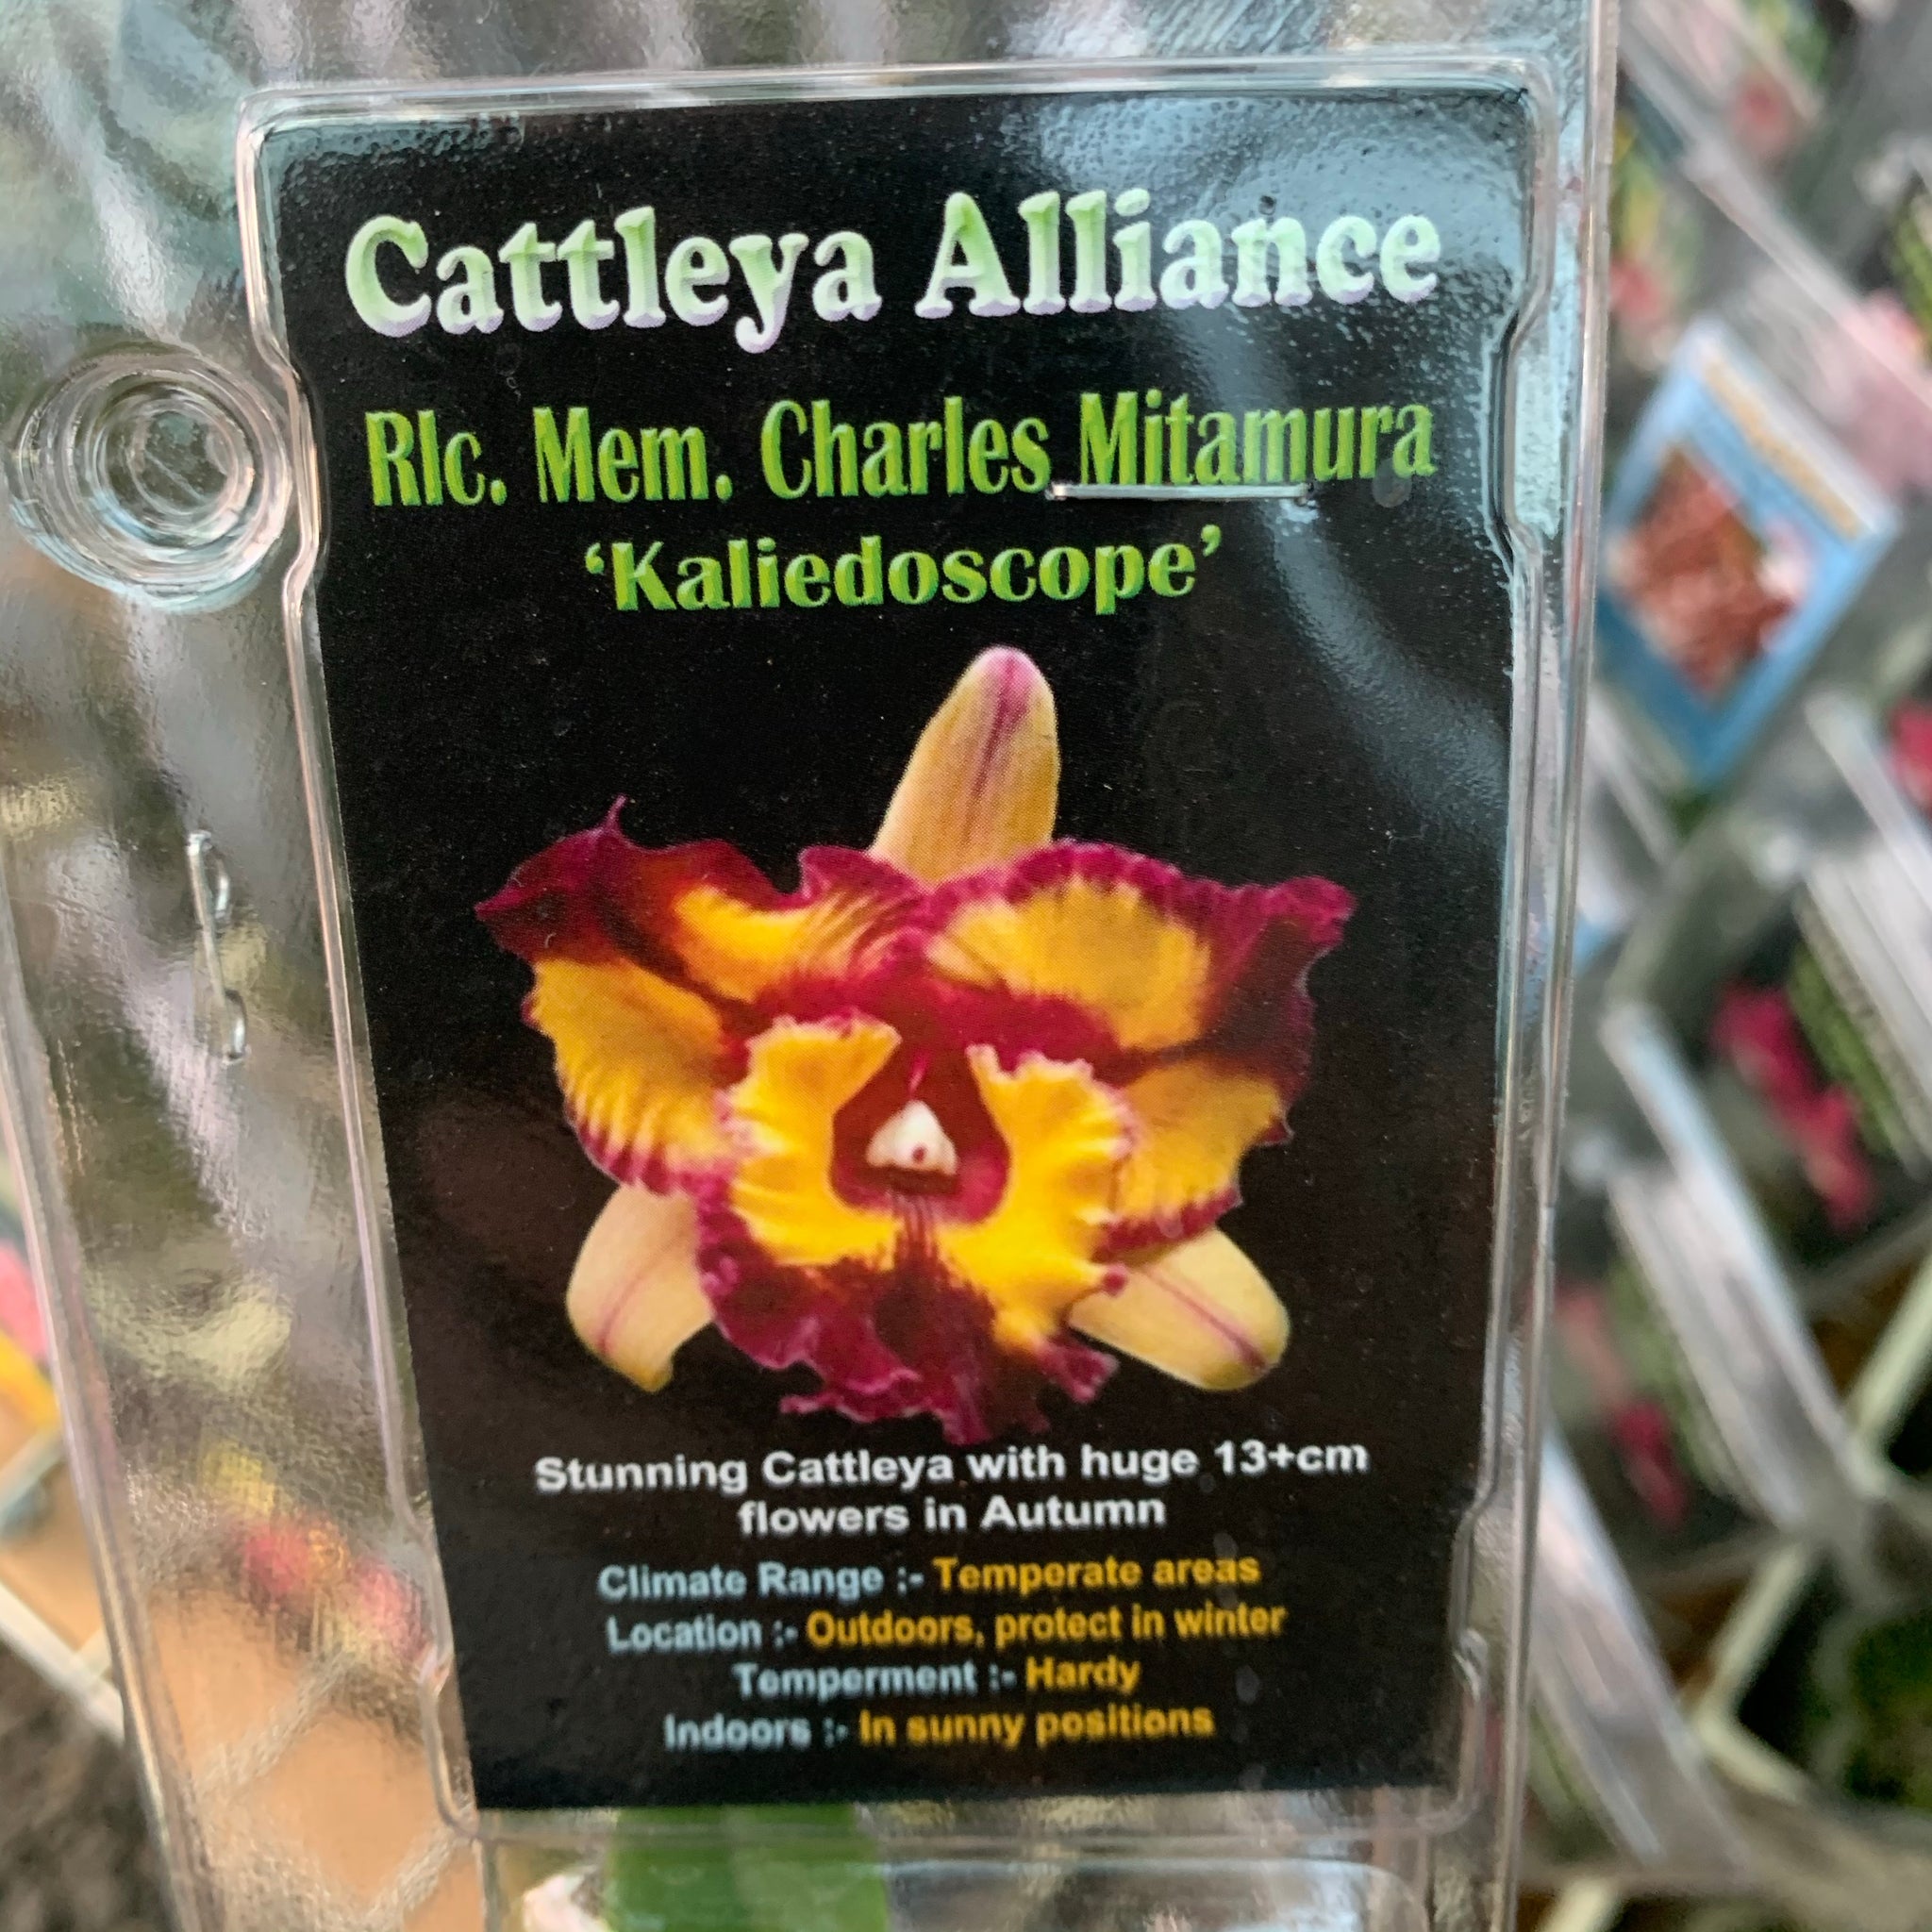 Cattleya Alliance
Rlc. Mem. Charles Mitamura
‘Kaliedoscope’
Stunning Cattleya with huge 13+cm
flowers in Autumn
Climate Range :- Temperate areas
Location :- Outdoors, protect in winter
Temperment :- Hardy
Indoors :- In sunny positions